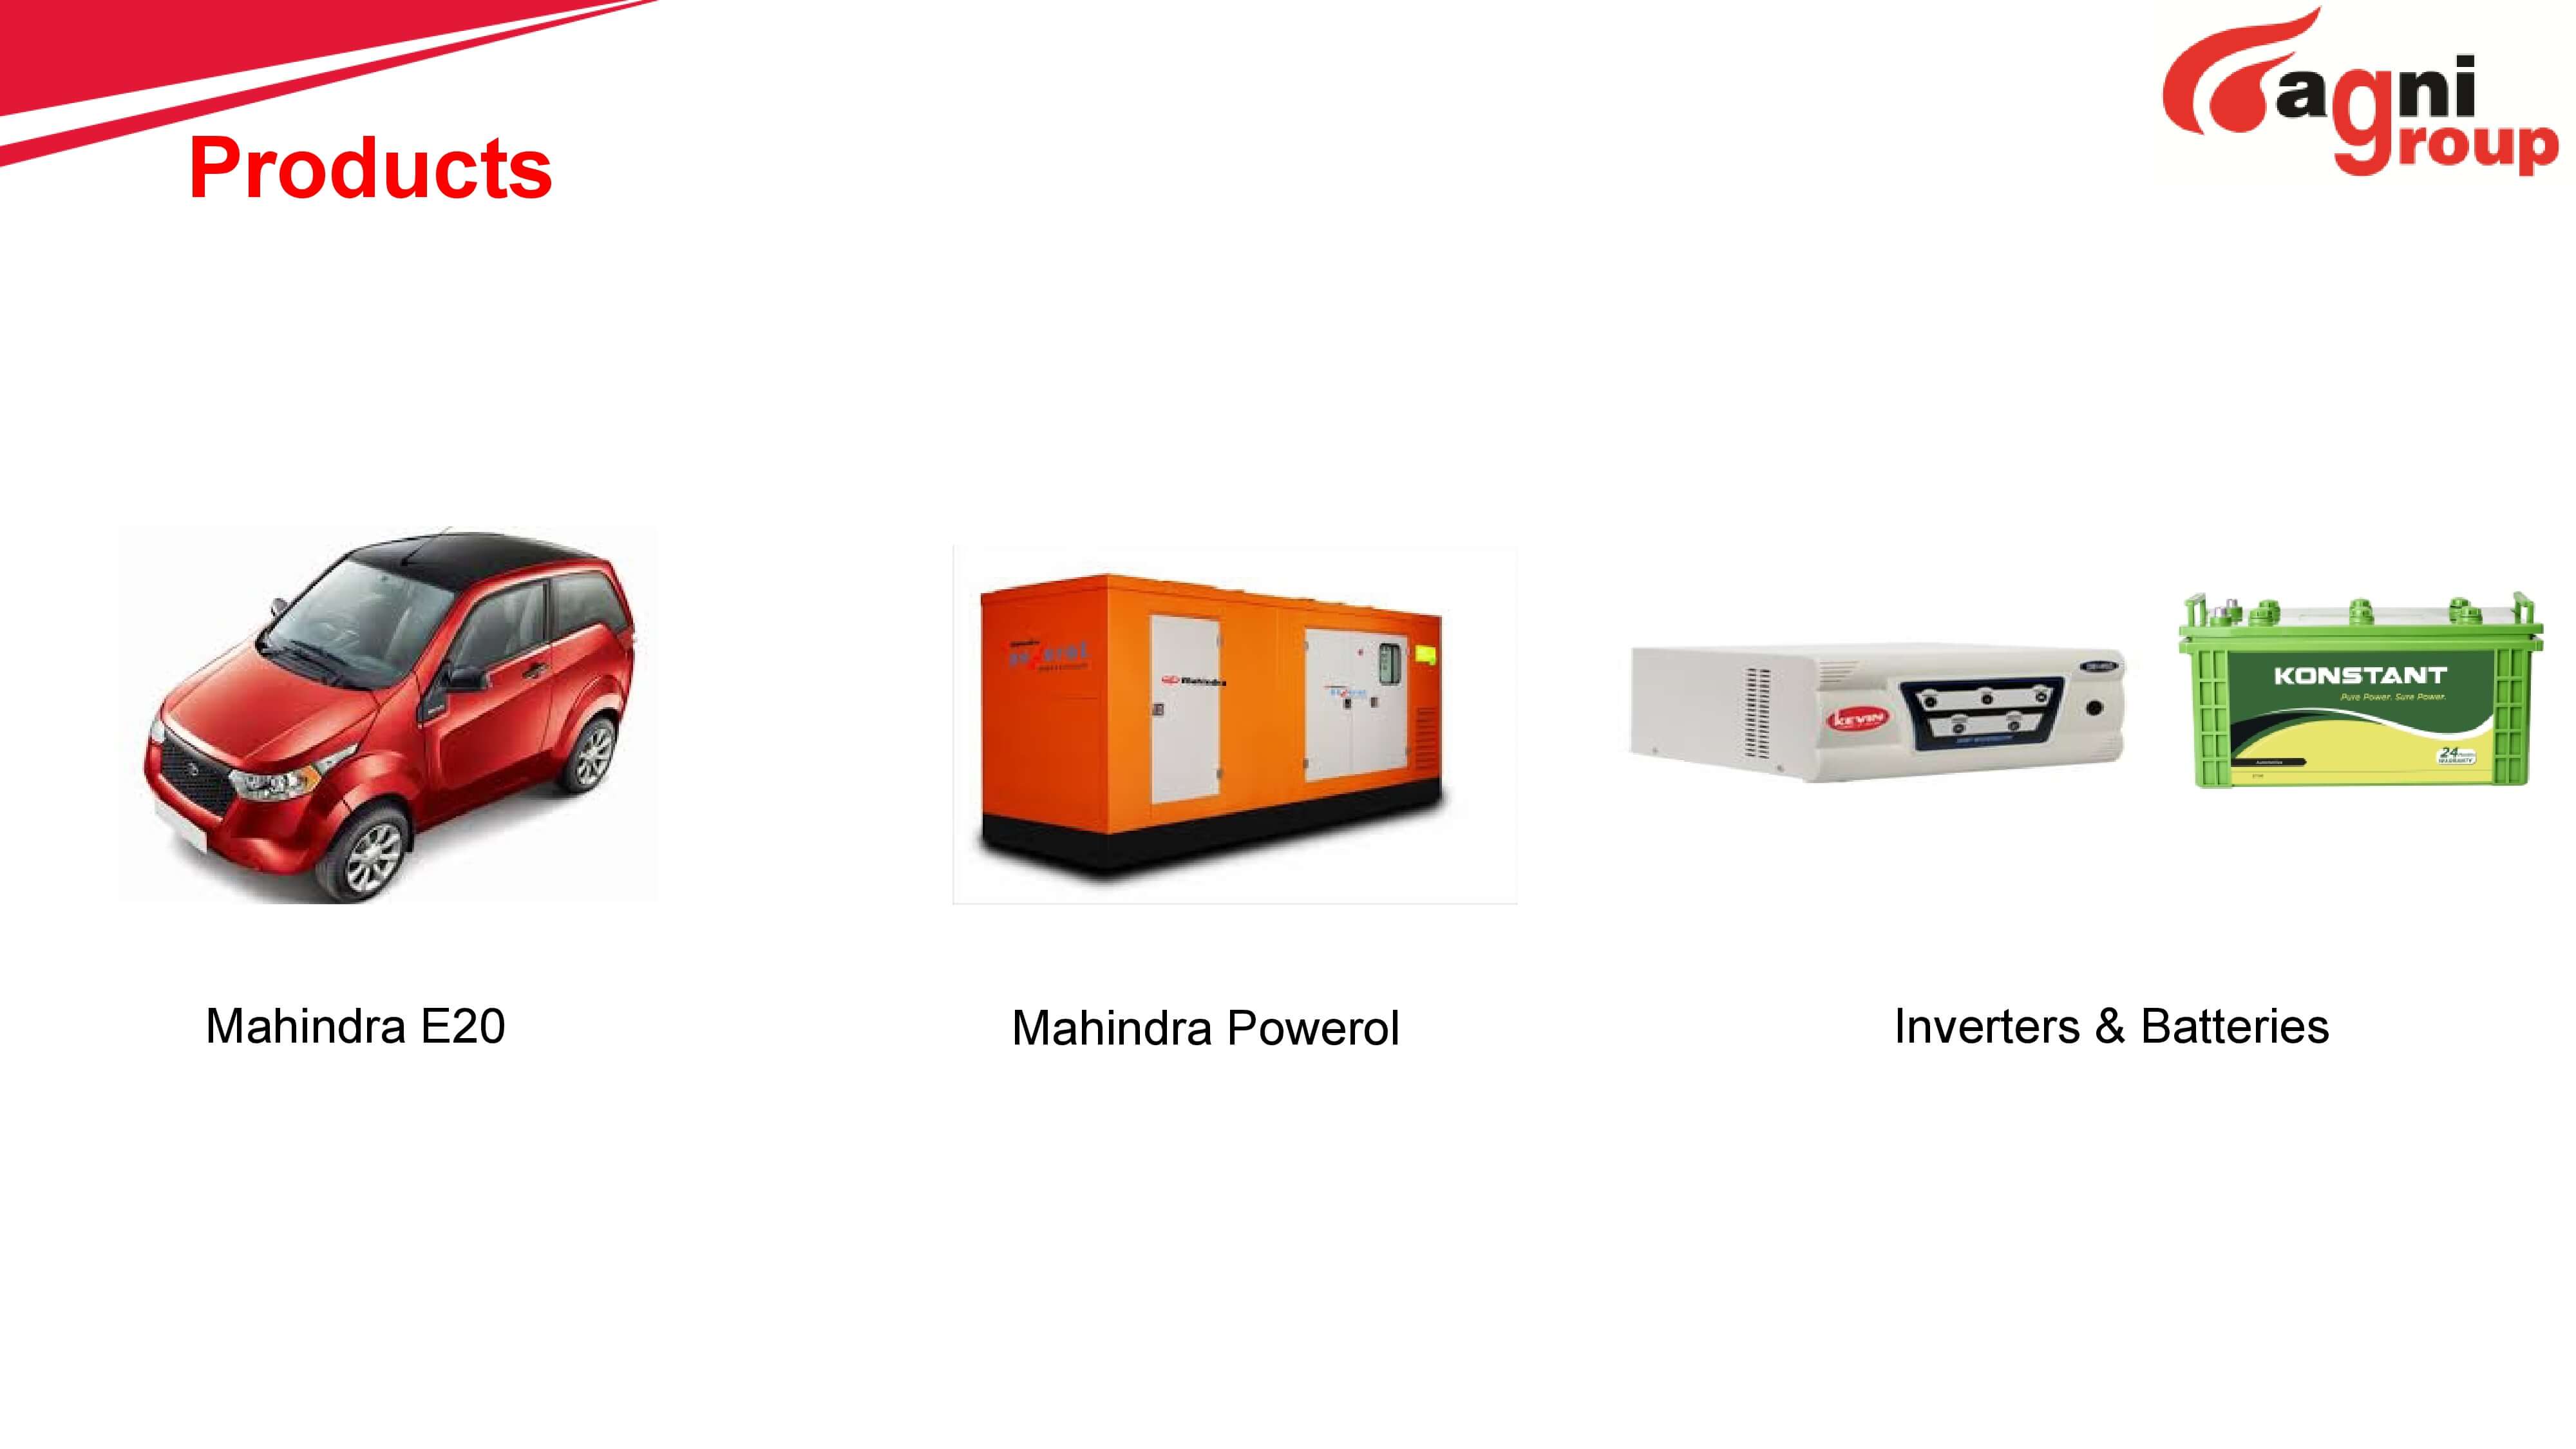 agni
group
Products
Mahindra
KEVIN
KONSTANT
Pure Power. Sure Power.
24 Months
WARRANTY
Mahindra E20
Mahindra Powerol
Inverters & Batteries